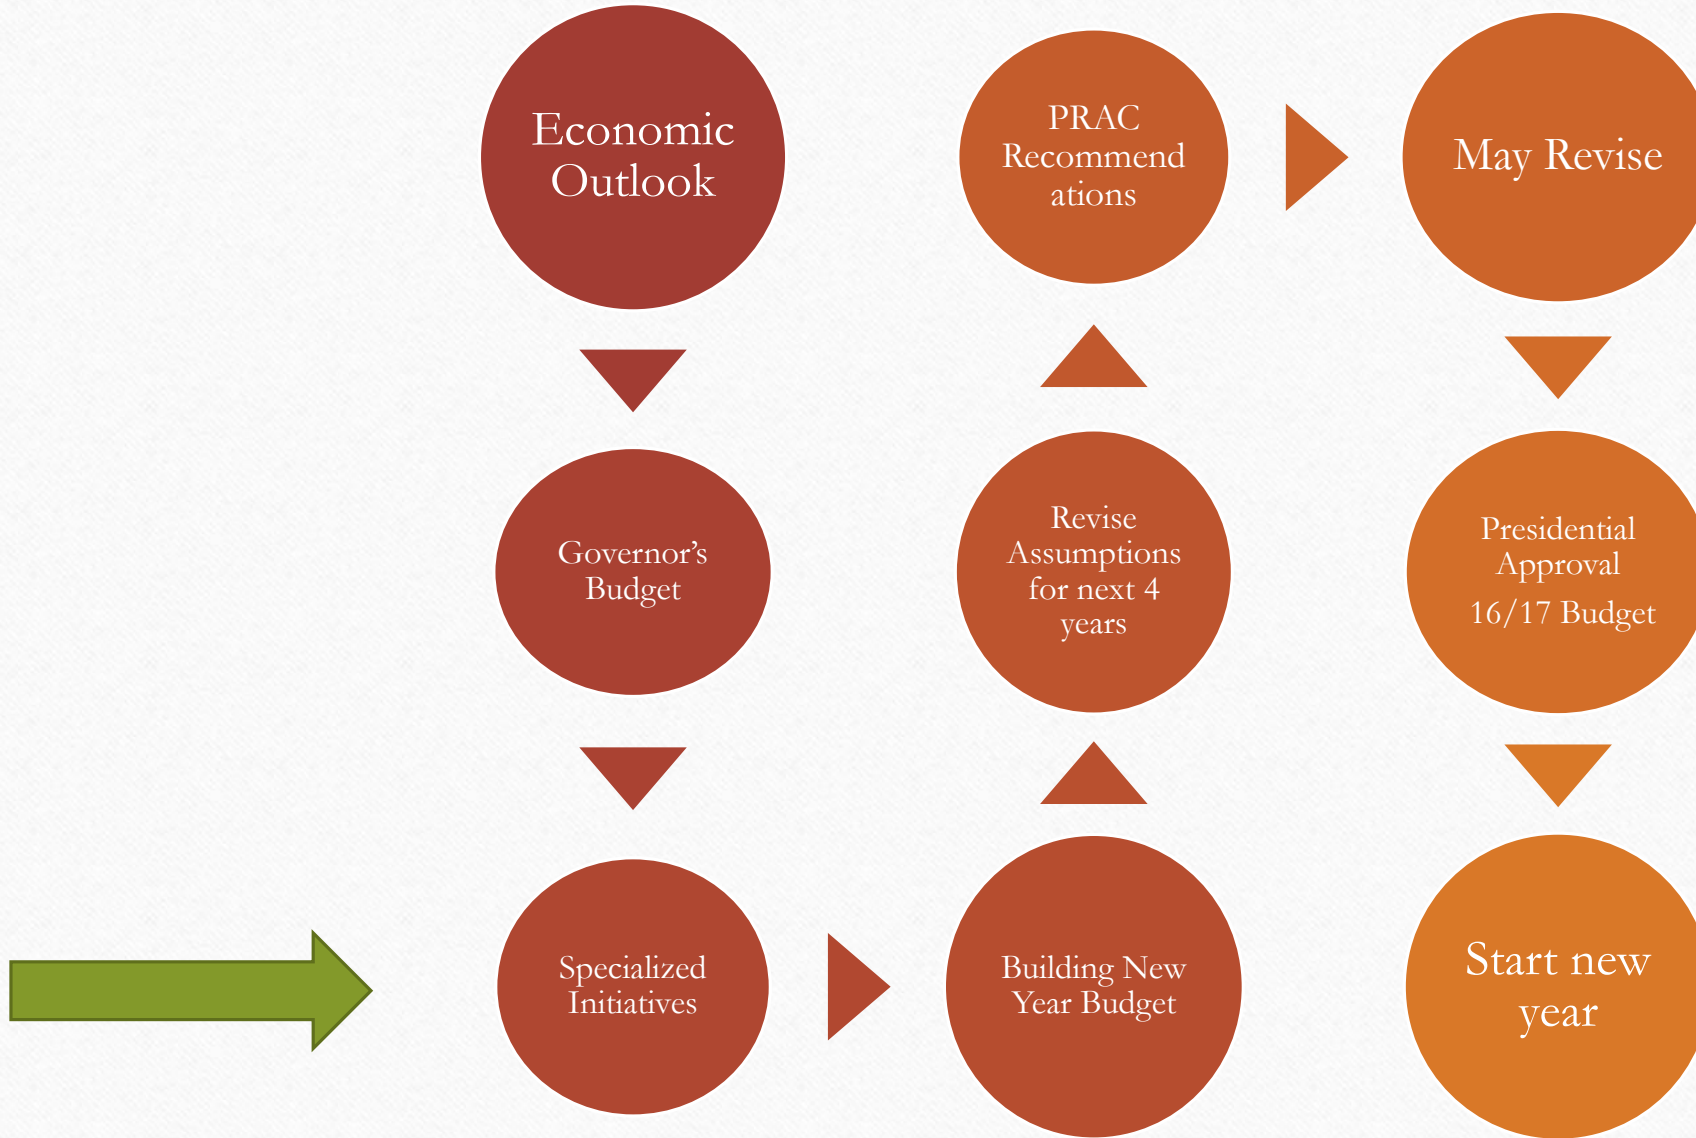 Economic
Outlook
Governor’s
Budget
Specialized
Initiatives
Building New
Year Budget
Revise
Assumptions
for next 4
years
PRAC
Recommend
ations
May Revise
Presidential
Approval
16/17 Budget
Start new
year